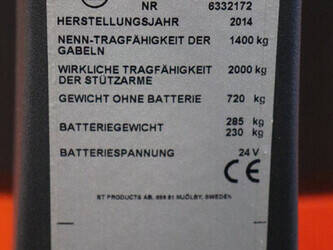 NR 6332172
HERSTELLUNGSJAHR 2014
NENN-TRAGFÄHIGKEIT DER 1400 kg
GABELN
WIRKLICHE TRAGFÄHIGKEIT 2000 kg
DER STÜTZARME
GEWICHT OHNE BATTERIE 720 kg
BATTERIEGEWICHT 285 kg
230 kg
BATTERIESPANNUNG 24 V
CE
BT PRODUCTS AB, 595 81 MJÖLBY, SWEDEN